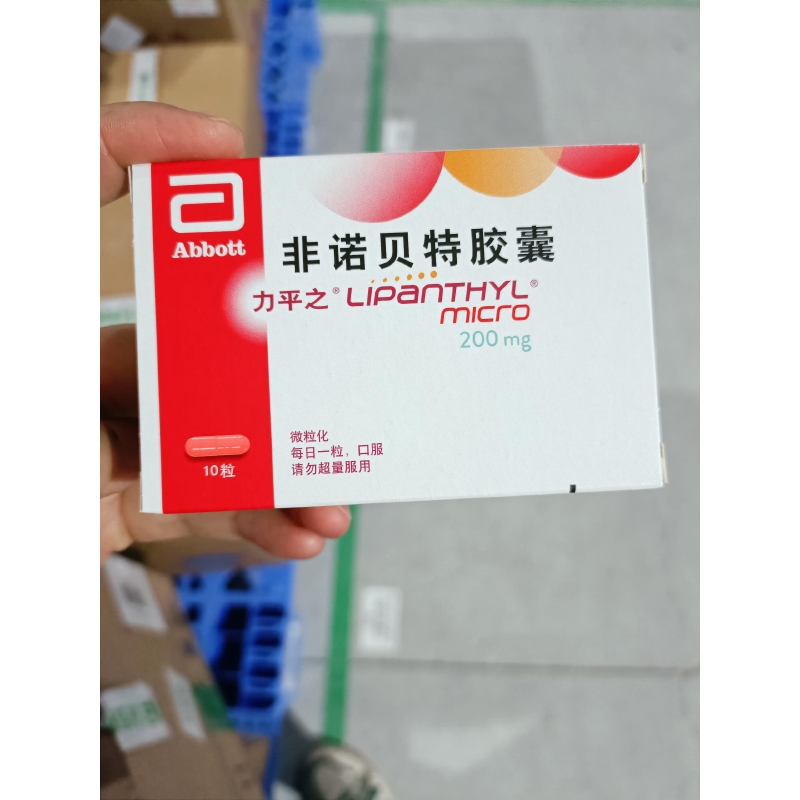 Abbott
非诺贝特胶囊
力平之® LIPANTHYL®
micro
200 mg
微粒化
每日一粒，口服
请勿超量服用
10粒